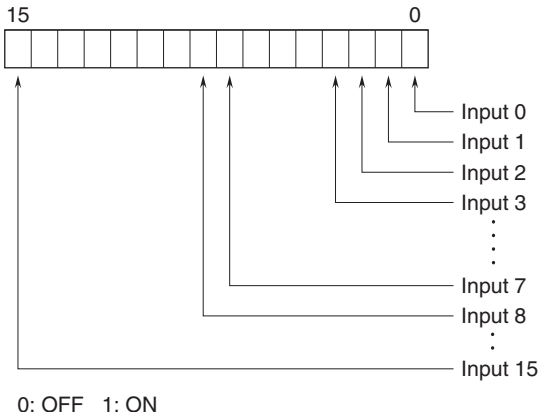 15 0
Input 0
Input 1
Input 2
Input 3
Input 7
Input 8
Input 15
0: OFF 1: ON